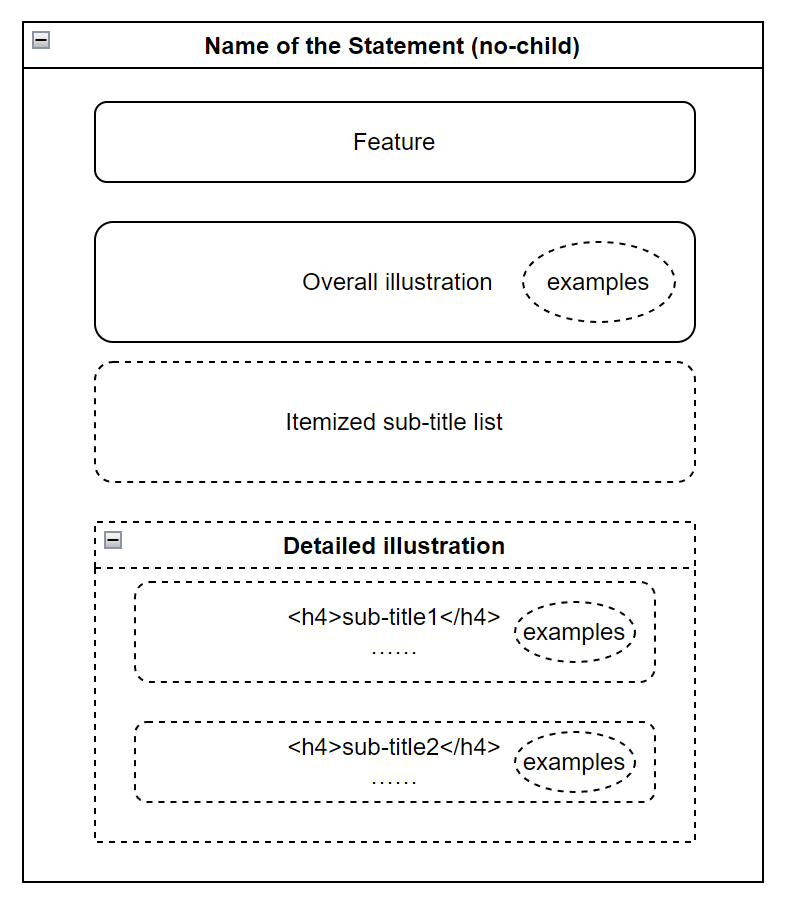 Name of the Statement (no-child)
Feature
Overall illustration
examples
Itemized sub-title list
Detailed illustration
<h4>sub-title1</h4>
......
examples
<h4>sub-title2</h4>
......
examples